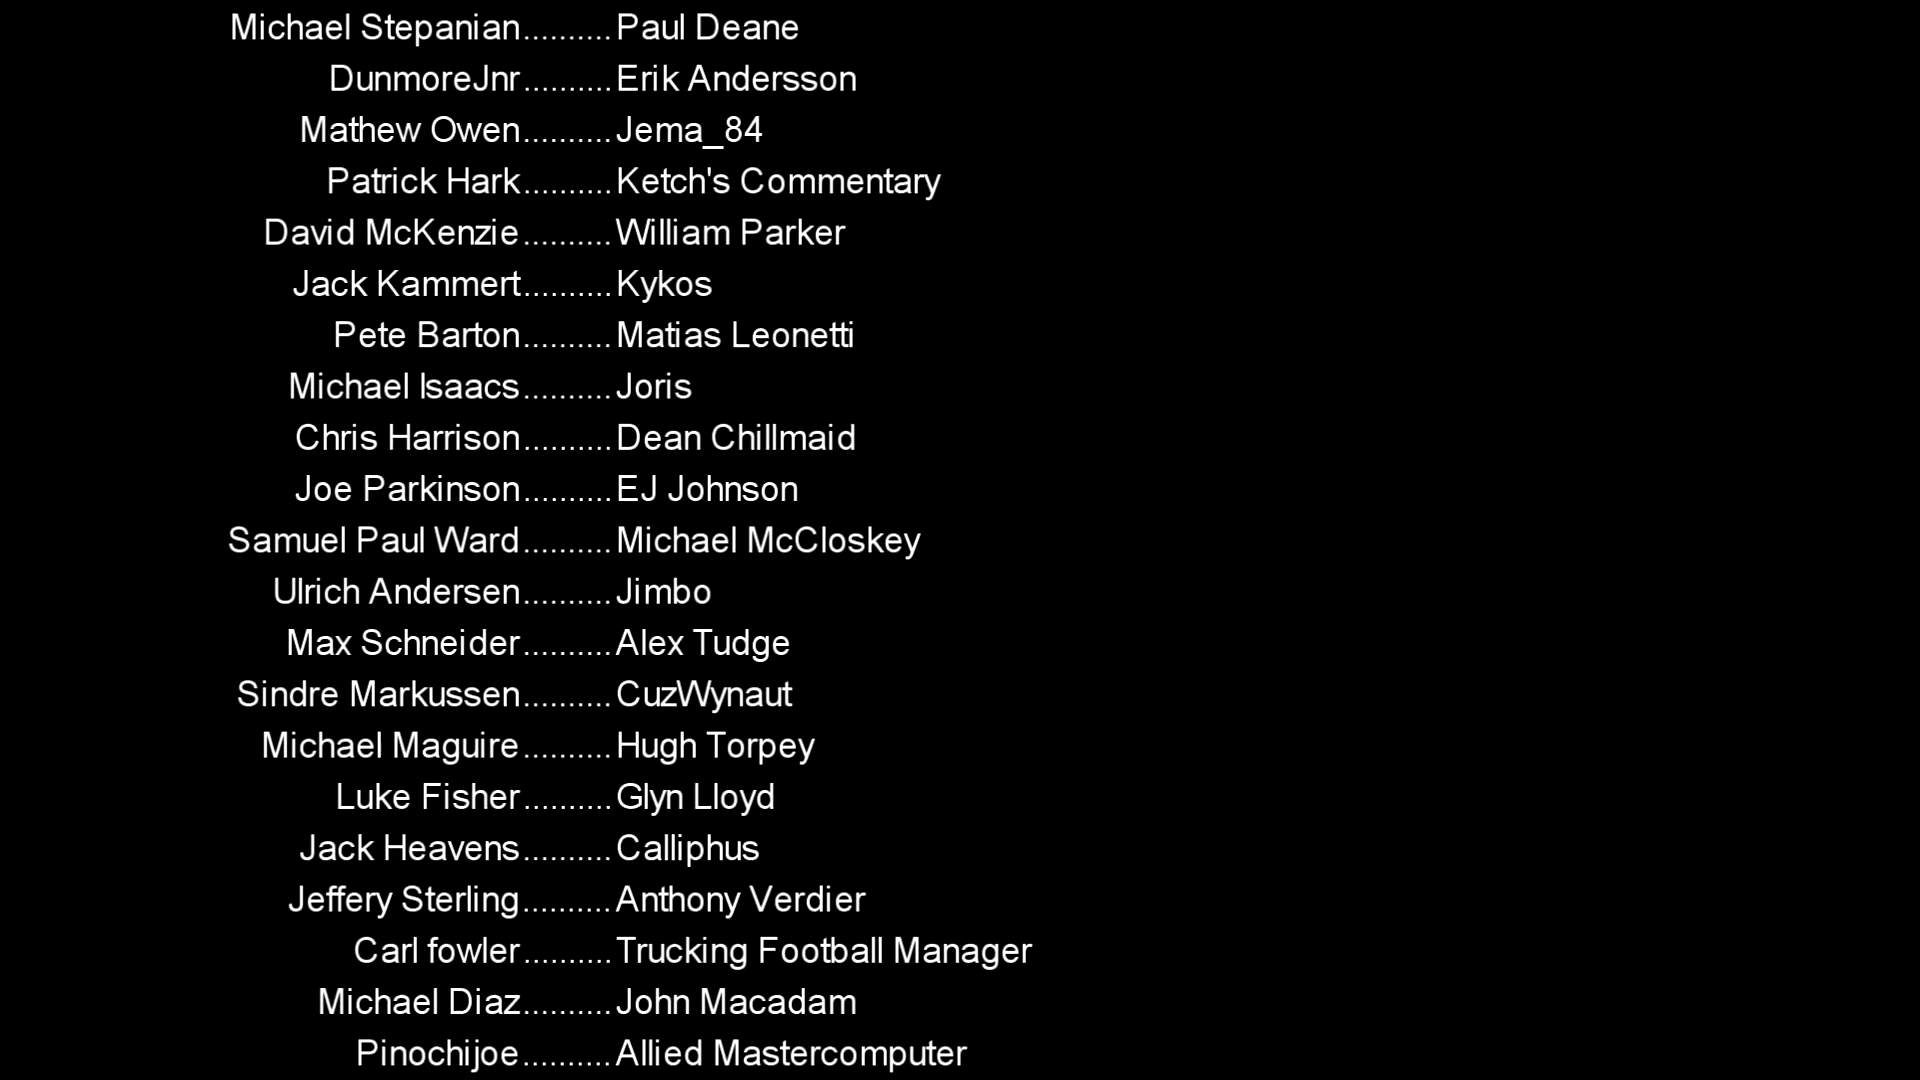 Michael Stepanian..........Paul Deane
DunmoreJnr..........Erik Andersson
Mathew Owen..........Jema_84
Patrick Hark..........Ketch's Commentary
David McKenzie..........William Parker
Jack Kammert..........Kykos
Pete Barton..........Matias Leonetti
Michael Isaacs..........Joris
Chris Harrison..........Dean Chillmaid
Joe Parkinson..........EJ Johnson
Samuel Paul Ward..........Michael McCloskey
Ulrich Andersen..........Jimbo
Max Schneider..........Alex Tudge
Sindre Markussen..........CuzWynaut
Michael Maguire..........Hugh Torpey
Luke Fisher..........Glyn Lloyd
Jack Heavens..........Calliphus
Jeffery Sterling..........Anthony Verdier
Carl fowler..........Trucking Football Manager
Michael Diaz..........John Macadam
Pinochijoe..........Allied Mastercomputer